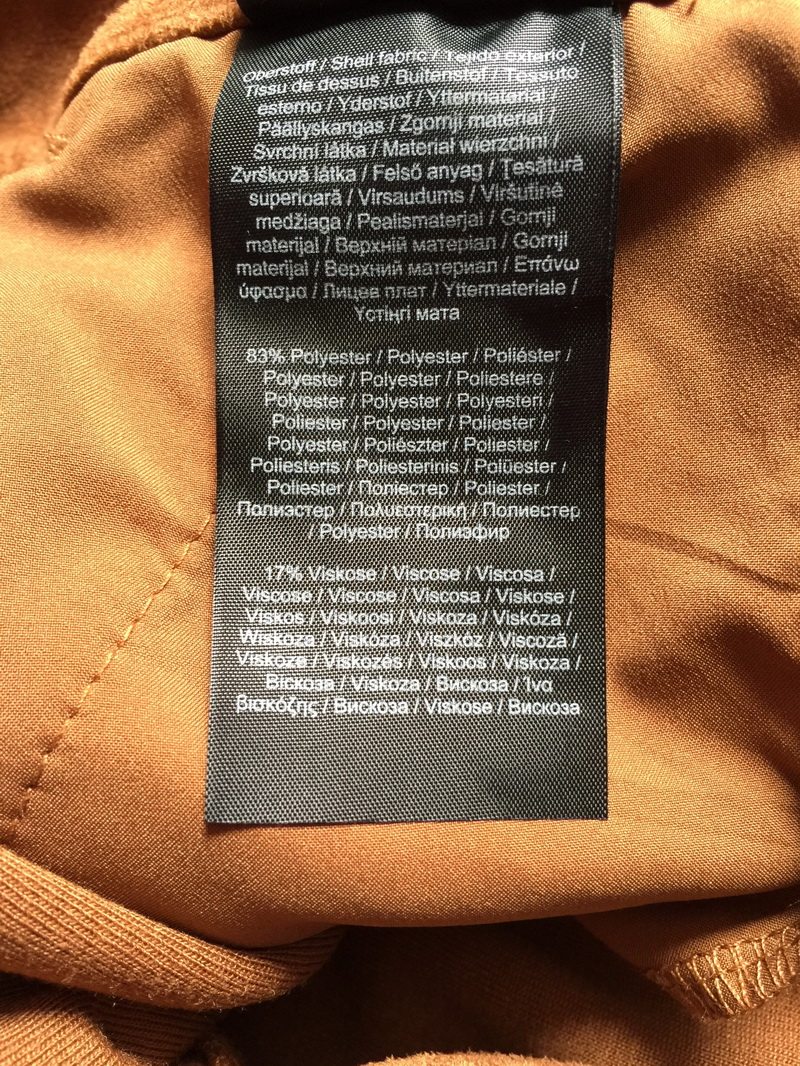 Oberstoff / Shell fabric / Tejido exterior /
Tissu de dessus / Buitenstof / Tessuto
esterno / Yderstof / Yttermaterial /
Päällyskangas / Zgornji material /
Svrchní látka / Materiał wierzchni /
Zvršková látka / Felső anyag / Țesătură
superioară / Virsaudums / Viršutinė
medžiaga / Pealismaterjal / Gornji
materijal / Верхній матеріал / Gornji
materijal / Верхний материал / Επάνω
ύφασμα / Лицев плат / Yttermateriale /
Үстіңгі мата
83% Polyester / Polyester / Poliéster /
Polyester / Polyester / Poliestere /
Polyester / Polyester / Polyesteri /
Poliester / Polyester / Poliester /
Polyester / Poliészter / Poliester /
Poliesteris / Poliesterinis / Polüester /
Poliester / Поліестер / Poliester /
Полиэстер / Πολυεστερική / Полиестер
/ Polyester / Полиэфир
17% Viskose / Viscose / Viscosa /
Viscose / Viscose / Viscosa / Viskose /
Viskos / Viskoosi / Viskoza / Viskóza /
Wiskoza / Viskóza / Viszkóz / Viscoză /
Viskoze / Viskozės / Viskoos / Viskoza /
Віскоза / Viskoza / Вискоза / Ίνα
βισκόζης / Вискоза / Viskose / Вискоза